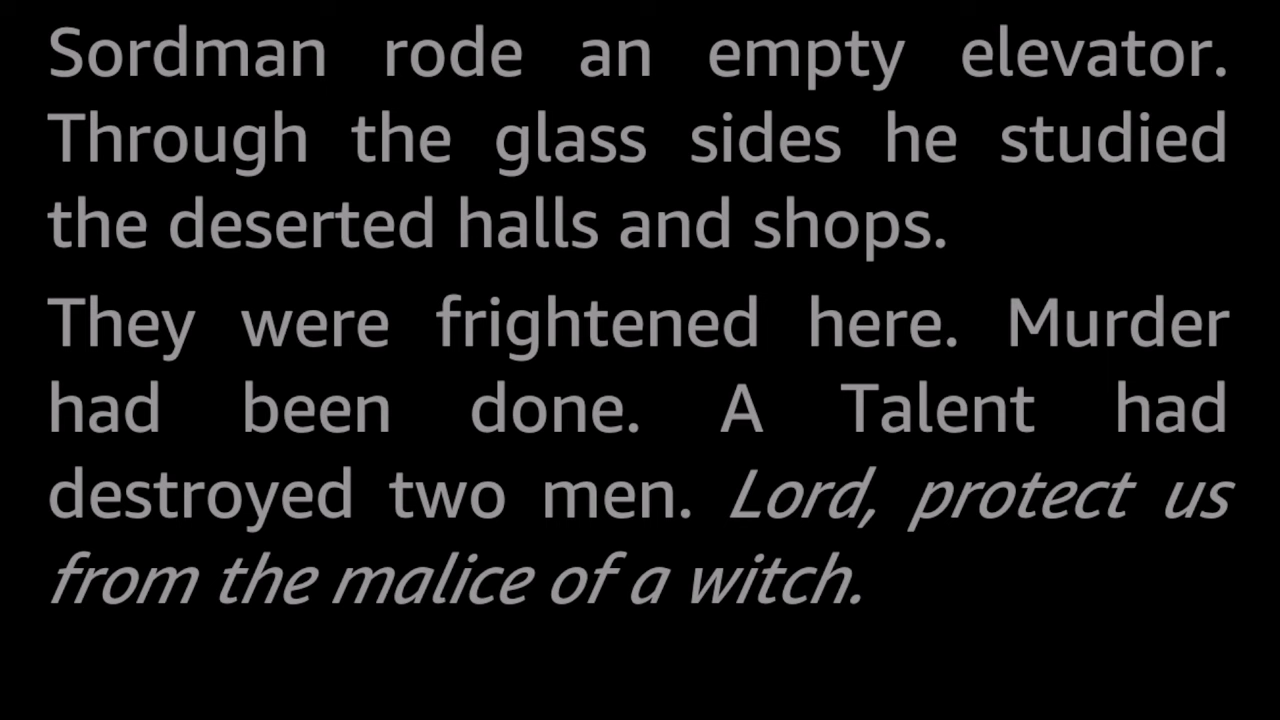 Sordman rode an empty elevator.
Through the glass sides he studied
the deserted halls and shops.
They were frightened here. Murder
had been done. A Talent had
destroyed two men. Lord, protect us
from the malice of a witch.